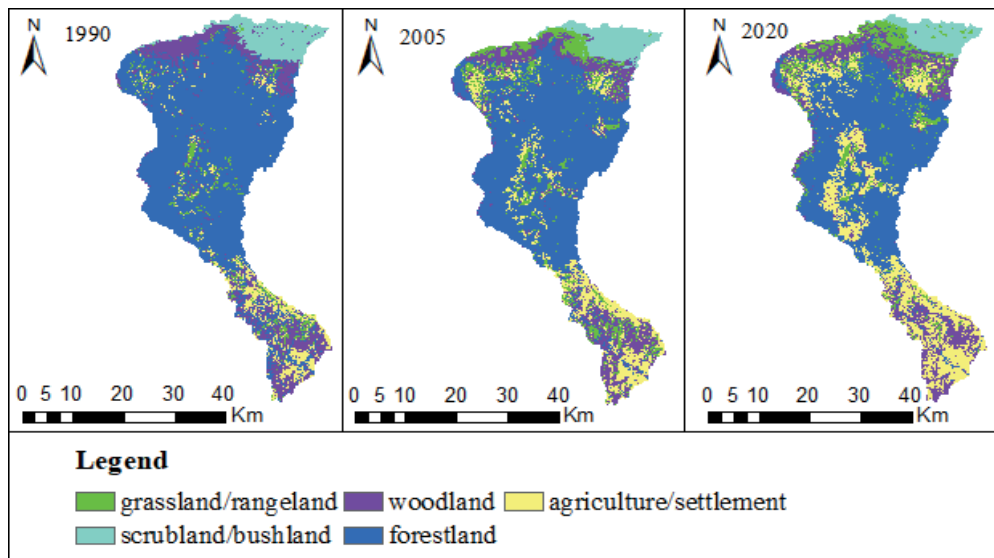 N
1990
0 5 10 20 30 40
Km
N
2005
0 5 10 20 30 40
Km
N
2020
0 5 10 20 30 40
Km
Legend
grassland/rangeland woodland agriculture/settlement
scrubland/bushland forestland